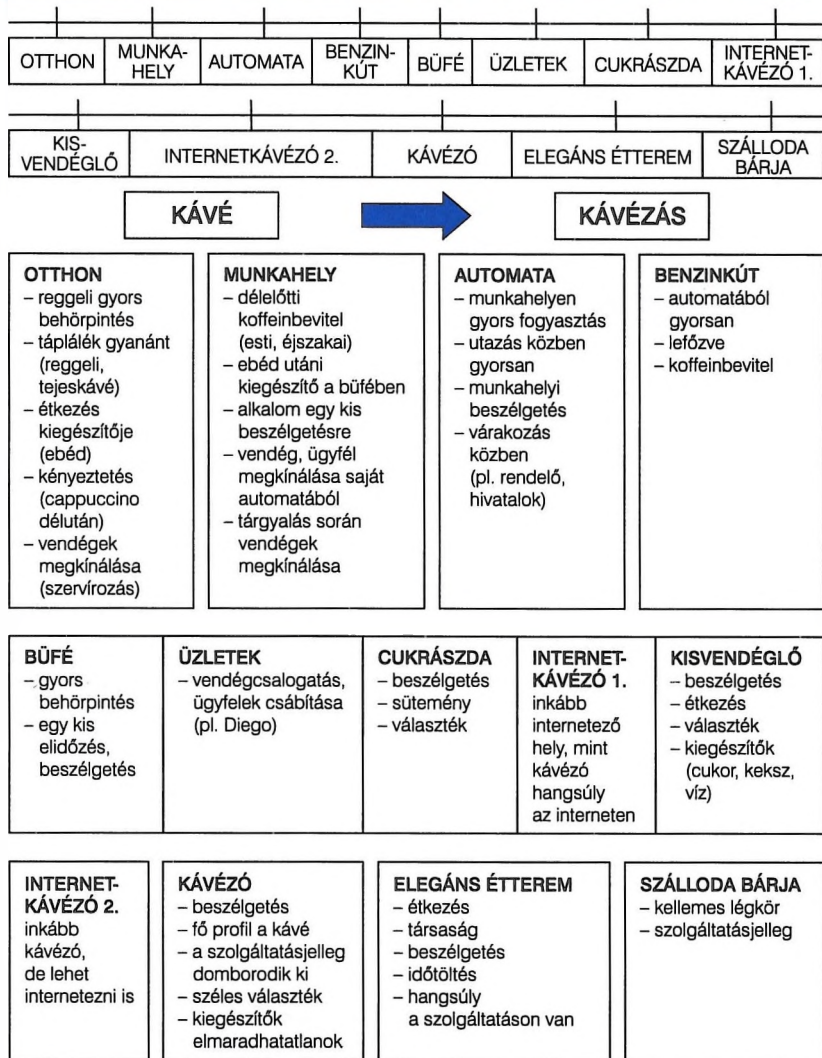 OTTHON
MUNKA-
HELY
AUTOMATA
BENZIN-
KÚT
BÜFÉ
ÜZLETEK
CUKRÁSZDA
INTERNET-
KÁVÉZÓ 1.
KIS-
VENDÉGLŐ
INTERNETKÁVÉZÓ 2.
KÁVÉZÓ
ELEGÁNS ÉTTEREM
SZÁLLODA
BÁRJA
KÁVÉ
KÁVÉZÁS
OTTHON
– reggeli gyors
behörpintés
– táplálék gyanánt
(reggeli,
tejeskávé)
– étkezés
kiegészítője
(ebéd)
– kényeztetés
(cappuccino
délután)
– vendégek
megkínálása
(szervírozás)
MUNKAHELY
– délelőtti
koffeinbevitel
(esti, éjszakai)
– ebéd utáni
kiegészítő a büfében
– alkalom egy kis
beszélgetésre
– vendég, ügyfél
megkínálása saját
automatából
– tárgyalás során
vendégek
megkínálása
AUTOMATA
– munkahelyen
gyors fogyasztás
– utazás közben
gyorsan
– munkahelyi
beszélgetés
– várakozás
közben
(pl. rendelő,
hivatalok)
BENZINKÚT
– automatából
gyorsan
– lefőzve
– koffeinbevitel
BÜFÉ
– gyors
behörpintés
– egy kis
elidőzés,
beszélgetés
ÜZLETEK
– vendégcsalogatás,
ügyfelek csábítása
(pl. Diego)
CUKRÁSZDA
– beszélgetés
– sütemény
– választék
INTERNET-
KÁVÉZÓ 1.
inkább
internetező
hely, mint
kávézó
hangsúly
az interneten
KISVENDÉGLŐ
– beszélgetés
– étkezés
– választék
– kiegészítők
(cukor, keksz,
víz)
INTERNET-
KÁVÉZÓ 2.
inkább
kávézó,
de lehet
internetezni is
KÁVÉZÓ
– beszélgetés
– fő profil a kávé
– a szolgáltatásjelleg
domborodik ki
– széles választék
– kiegészítők
elmaradhatatlanok
ELEGÁNS ÉTTEREM
– étkezés
– társaság
– beszélgetés
– időtöltés
– hangsúly
a szolgáltatáson van
SZÁLLODA BÁRJA
– kellemes légkör
– szolgáltatásjelleg